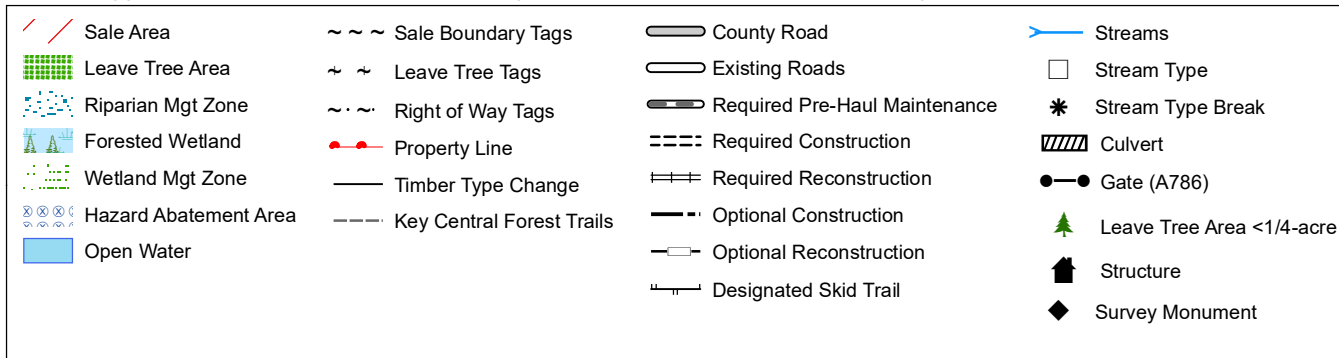 Sale Area
Leave Tree Area
Riparian Mgt Zone
Forested Wetland
Wetland Mgt Zone
Hazard Abatement Area
Open Water
Sale Boundary Tags
Leave Tree Tags
Right of Way Tags
Property Line
Timber Type Change
Key Central Forest Trails
County Road
Existing Roads
Required Pre-Haul Maintenance
Required Construction
Required Reconstruction
Optional Construction
Optional Reconstruction
Designated Skid Trail
Streams
Stream Type
Stream Type Break
Culvert
Gate (A786)
Leave Tree Area <1/4-acre
Structure
Survey Monument